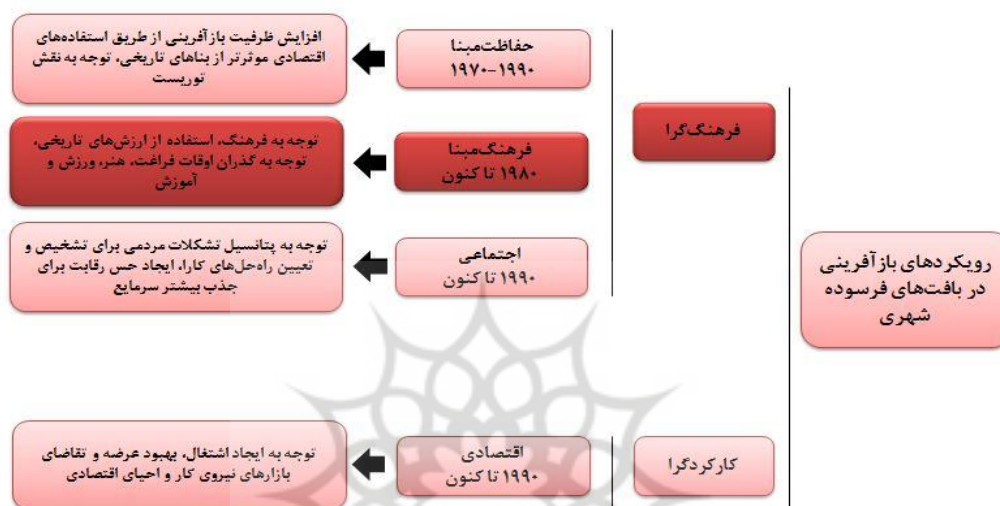 رویکردهای بازآفرینی
در بافت‌های فرسوده
شهری
فرهنگ‌گرا
حفاظت‌مبنا
۱۹۷۰-۱۹۹۰
افزایش ظرفیت بازآفرینی از طریق استفاده‌های
اقتصادی موثرتر از بناهای تاریخی، توجه به نقش
توریست
فرهنگ‌مبنا
۱۹۸۰ تا کنون
توجه به فرهنگ، استفاده از ارزش‌های تاریخی،
توجه به گذران اوقات فراغت، هنر، ورزش و
آموزش
اجتماعی
۱۹۹۰ تا کنون
توجه به پتانسیل تشکلات مردمی برای تشخیص و
تعیین راه‌حل‌های کارا، ایجاد حس رقابت برای
جذب بیشتر سرمایع
کارکردگرا
اقتصادی
۱۹۹۰ تا کنون
توجه به ایجاد اشتغال، بهبود عرضه و تقاضای
بازارهای نیروی کار و احیای اقتصادی